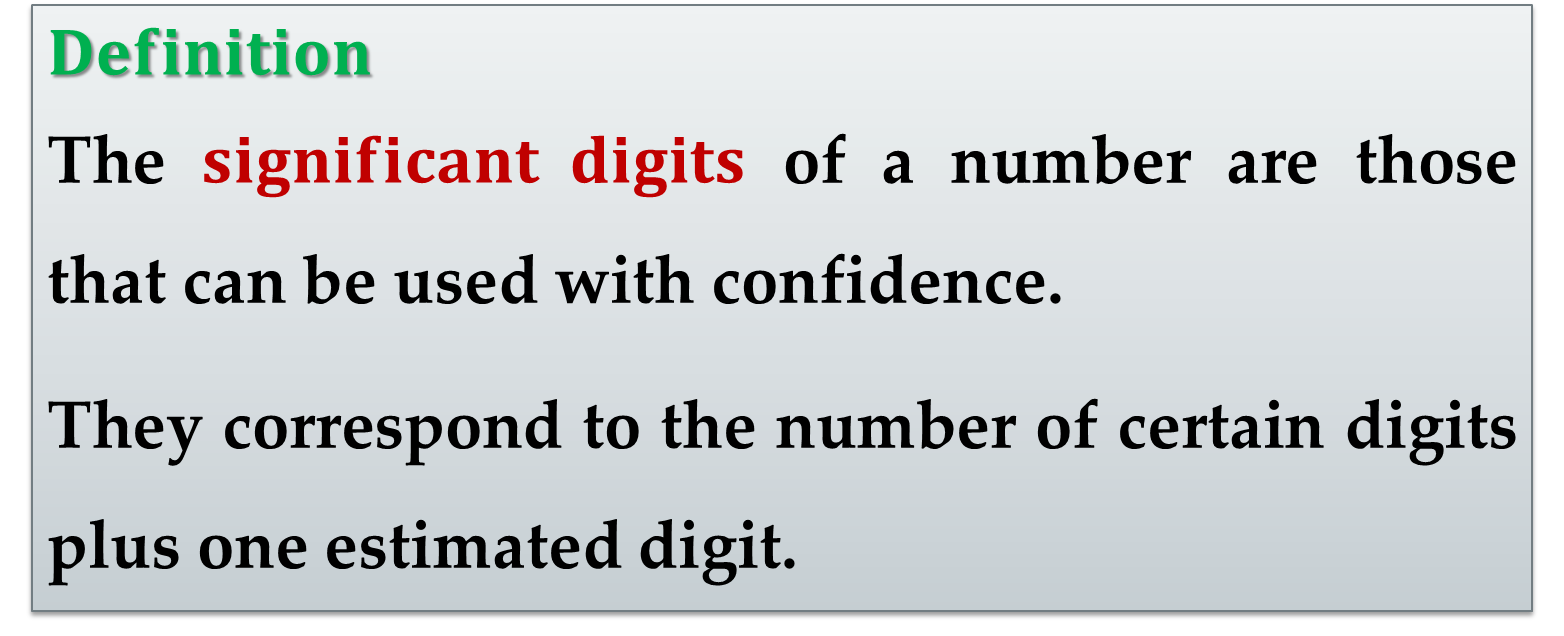 Definition
The significant digits of a number are those
that can be used with confidence.
They correspond to the number of certain digits
plus one estimated digit.